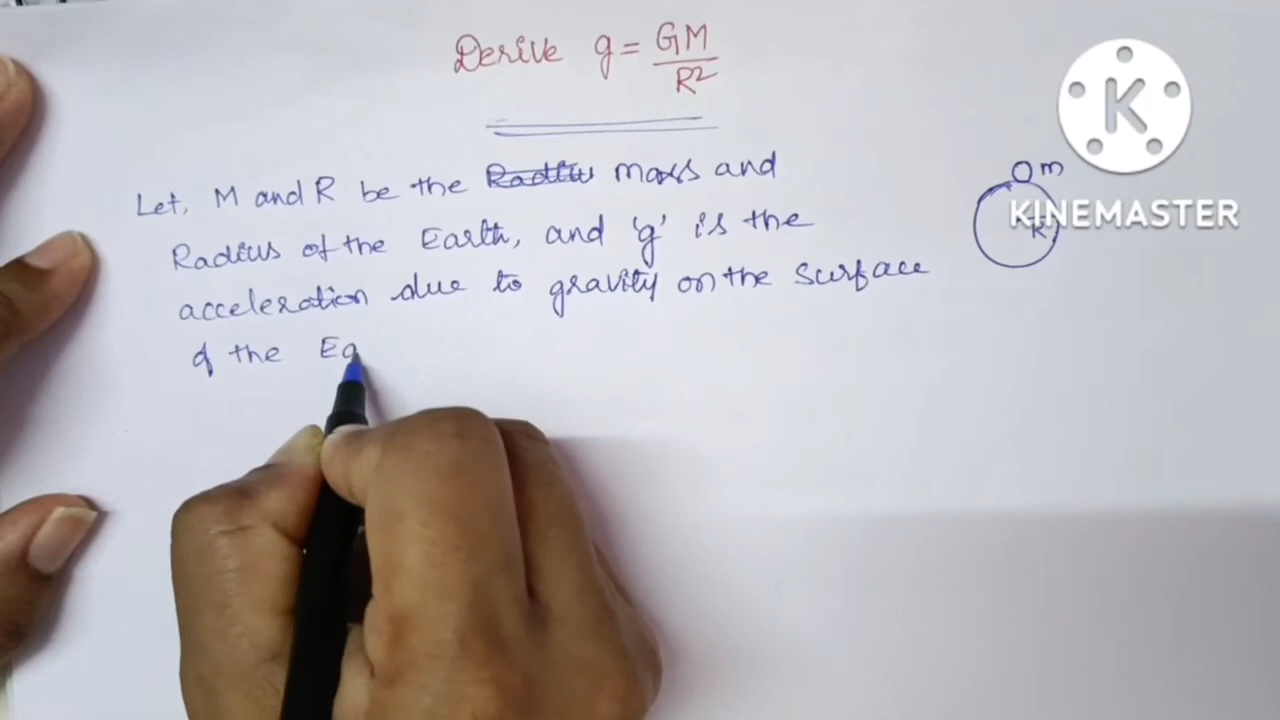 Derive g = GM/R²
Let, M and R be the Radiu mass and
Radius of the Earth, and 'g' is the
acceleration due to gravity on the surface
of the Ea
m
R
K
KINEMASTER